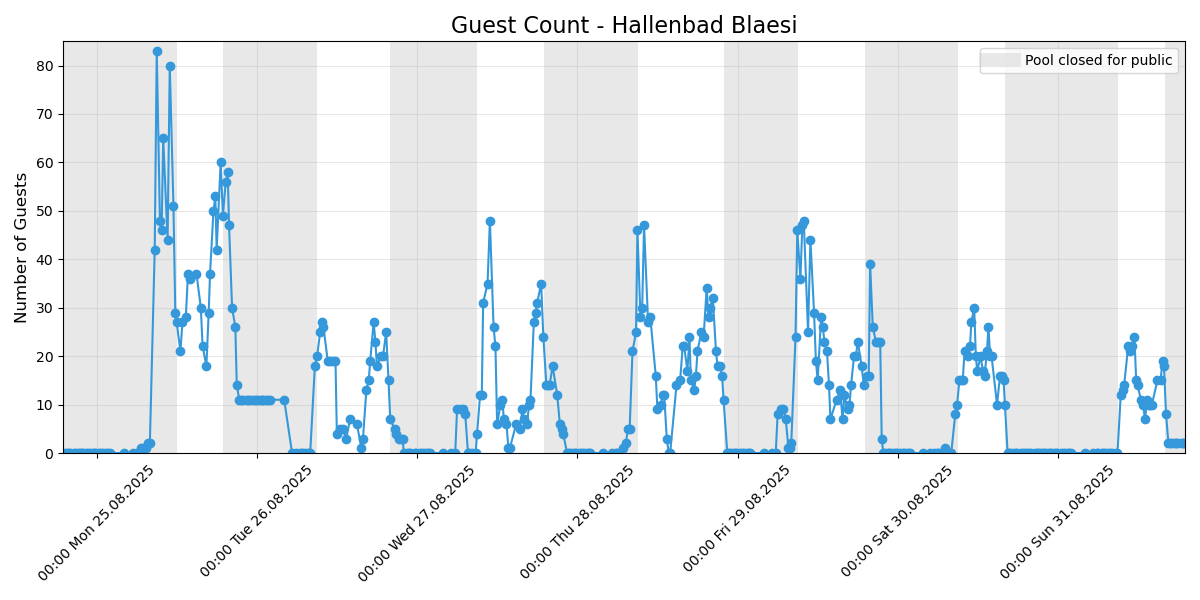 Guest Count - Hallenbad Blaesi
Pool closed for public
Number of Guests
80
70
60
50
40
30
20
10
0
00:00 Mon 25.08.2025
00:00 Tue 26.08.2025
00:00 Wed 27.08.2025
00:00 Thu 28.08.2025
00:00 Fri 29.08.2025
00:00 Sat 30.08.2025
00:00 Sun 31.08.2025